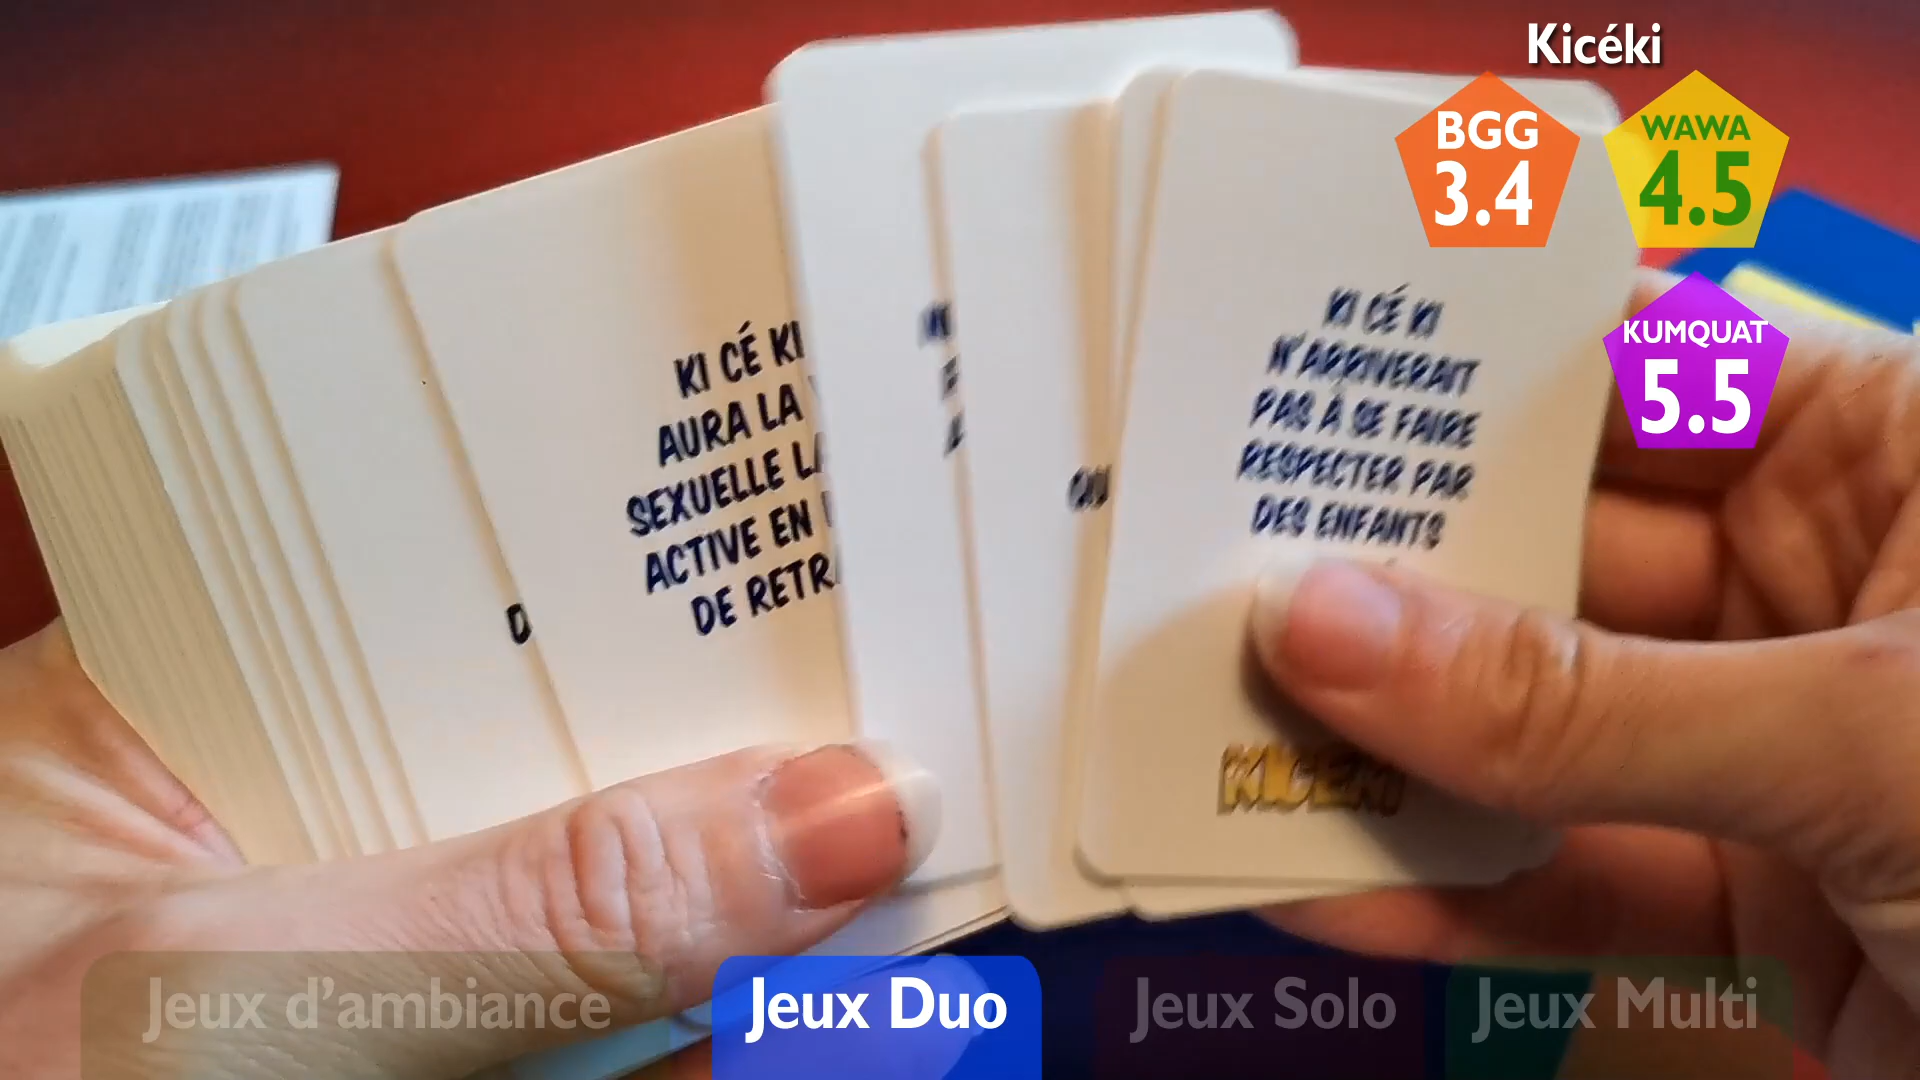 Kicéki
BGG
3.4
WAWA
4.5
KUMQUAT
5.5
KI CÉ KI
AURA LA
SEXUELLE
ACTIVE EN
DE
KI CÉ KI
N'ARRIVERAIT
PAS À SE FAIRE
RESPECTER PAR
DES ENFANTS
KICÉKI
Jeux d'ambiance
Jeux Duo
Jeux Solo
Jeux Multi